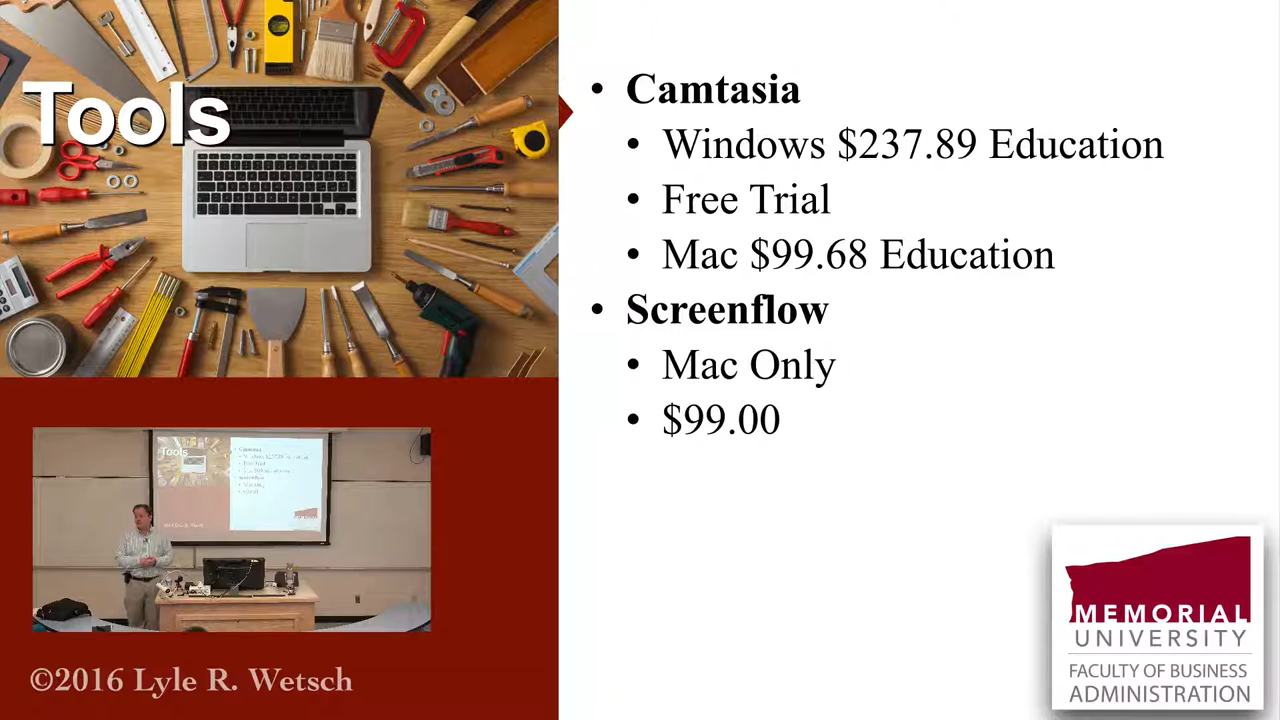 Tools
• Camtasia
• Windows $237.89 Education
• Free Trial
• Mac $99.68 Education
• Screenflow
• Mac Only
• $99.00
Tools
©2016 Lyle R. Wetsch
MEMORIAL
UNIVERSITY
FACULTY OF BUSINESS
ADMINISTRATION